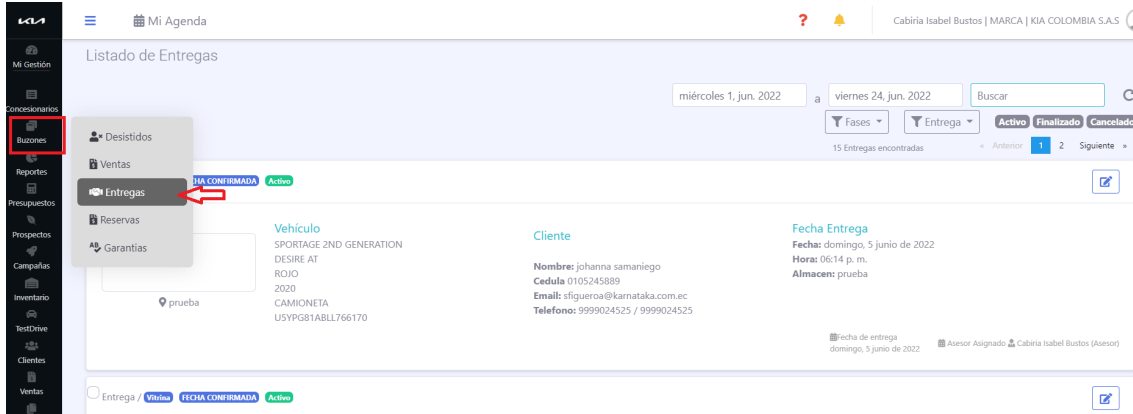 KIA
Mi Agenda
?
Cabiria Isabel Bustos | MARCA | KIA COLOMBIA S.A.S
Mi Gestión
Concesionarios
Buzones
Reportes
Presupuestos
Prospectos
Campañas
Inventario
TestDrive
Clientes
Ventas
Desistidos
Ventas
Entregas
Reservas
Garantias
Listado de Entregas
miércoles 1, jun. 2022 a viernes 24, jun. 2022 Buscar
Fases Entrega Activo Finalizado Cancelado
15 Entregas encontradas « Anterior 1 2 Siguiente »
CONFIRMADA Activo
prueba
Vehículo
SPORTAGE 2ND GENERATION
DESIRE AT
ROJO
2020
CAMIONETA
U5YPG81ABLL766170
Cliente
Nombre: johanna samaniego
Cedula 0105245889
Email: sfigueroa@karnataka.com.ec
Telefono: 9999024525 / 9999024525
Fecha Entrega
Fecha: domingo, 5 junio de 2022
Hora: 06:14 p. m.
Almacen: prueba
Fecha de entrega
domingo, 5 junio de 2022
Asesor Asignado Cabiria Isabel Bustos (Asesor)
Entrega / Vitrina FECHA CONFIRMADA Activo